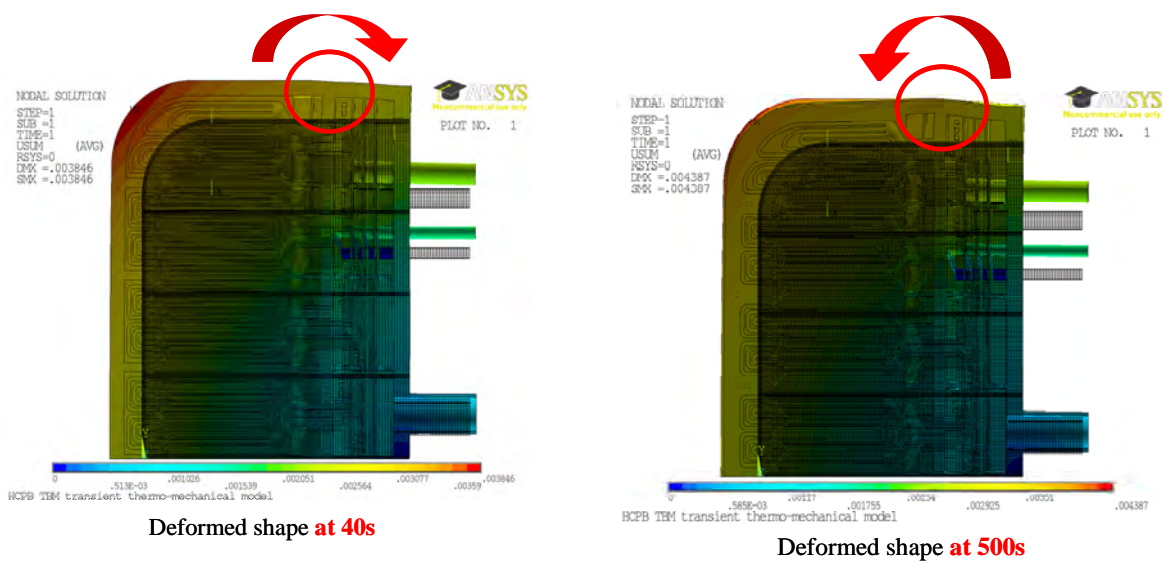 NODAL SOLUTION
STEP=1
SUB =1
TIME=1
USUM (AVG)
RSYS=0
DMX =.003846
SMX =.003846
ANSYS
Noncommercial use only
PLOT NO. 1
Y
0 .001026 .002051 .003077 .003846
.513E-03 .001539 .002564 .00359
HCPB TBM transient thermo-mechanical model
Deformed shape at 40s
NODAL SOLUTION
STEP=1
SUB =1
TIME=1
USUM (AVG)
RSYS=0
DMX =.004387
SMX =.004387
ANSYS
Noncommercial use only
PLOT NO. 1
Y
0 .00117 .00234 .00351 .004387
.585E-03 .001755 .002925
HCPB TBM transient thermo-mechanical model
Deformed shape at 500s